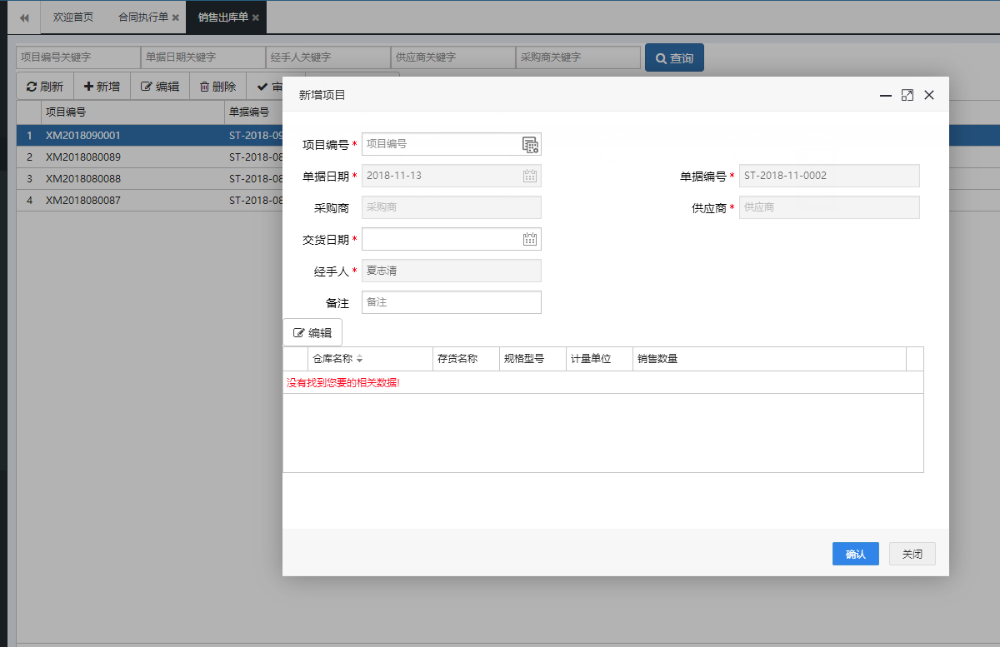 欢迎首页 合同执行单 销售出库单
项目编号关键字 单据日期关键字 经手人关键字 供应商关键字 采购商关键字 查询
刷新 新增 编辑 删除 审
项目编号 单据编号
1 XM2018090001 ST-2018-09
2 XM2018080089 ST-2018-08
3 XM2018080088 ST-2018-08
4 XM2018080087 ST-2018-08
新增项目
项目编号* 项目编号
单据日期* 2018-11-13 单据编号* ST-2018-11-0002
采购商 采购商 供应商* 供应商
交货日期*
经手人* 夏志清
备注 备注
编辑
仓库名称 存货名称 规格型号 计量单位 销售数量
没有找到您要的相关数据!
确认 关闭